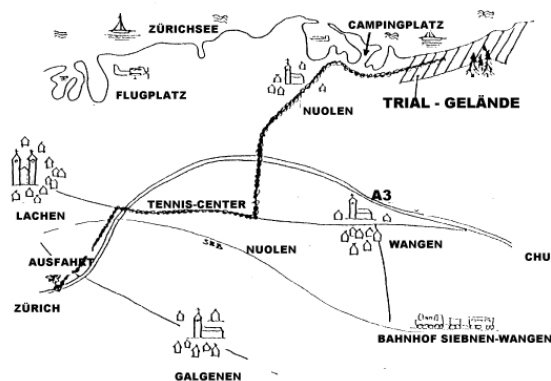 ZÜRICHSEE
CAMPINGPLATZ
FLUGPLATZ
NUOLEN
TRIAL - GELÄNDE
A3
LACHEN
TENNIS-CENTER
WANGEN
NUOLEN
CHU
AUSFAHRT
ZÜRICH
BAHNHOF SIEBNEN-WANGEN
GALGENEN